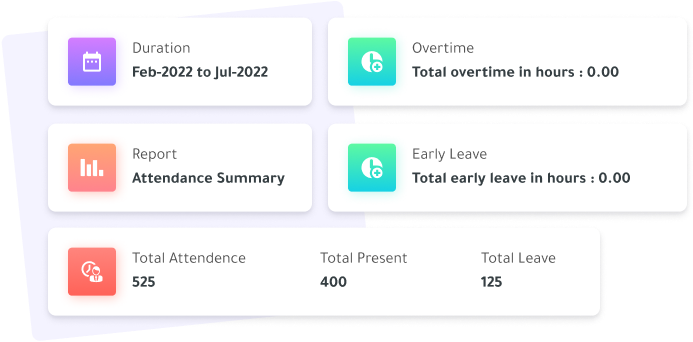 Duration
Feb-2022 to Jul-2022
Overtime
Total overtime in hours : 0.00
Report
Attendance Summary
Early Leave
Total early leave in hours : 0.00
Total Attendence
525
Total Present
400
Total Leave
125